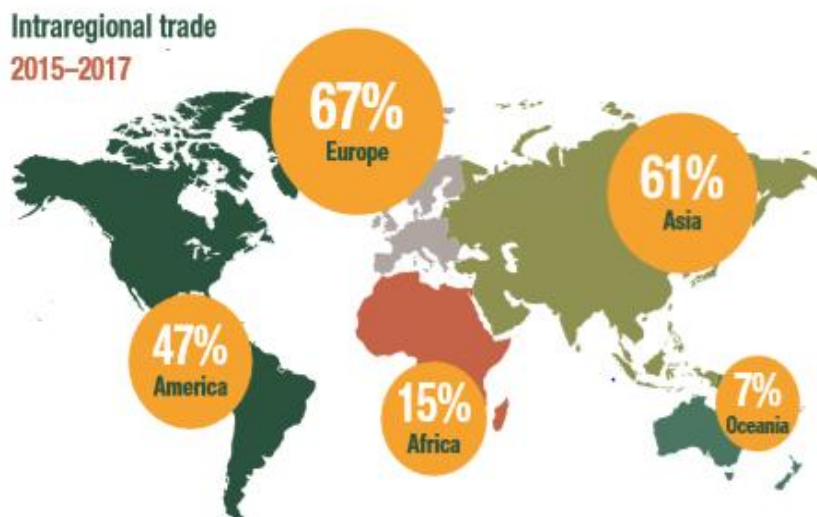 Intraregional trade
2015–2017
67%
Europe
61%
Asia
47%
America
15%
Africa
7%
Oceania